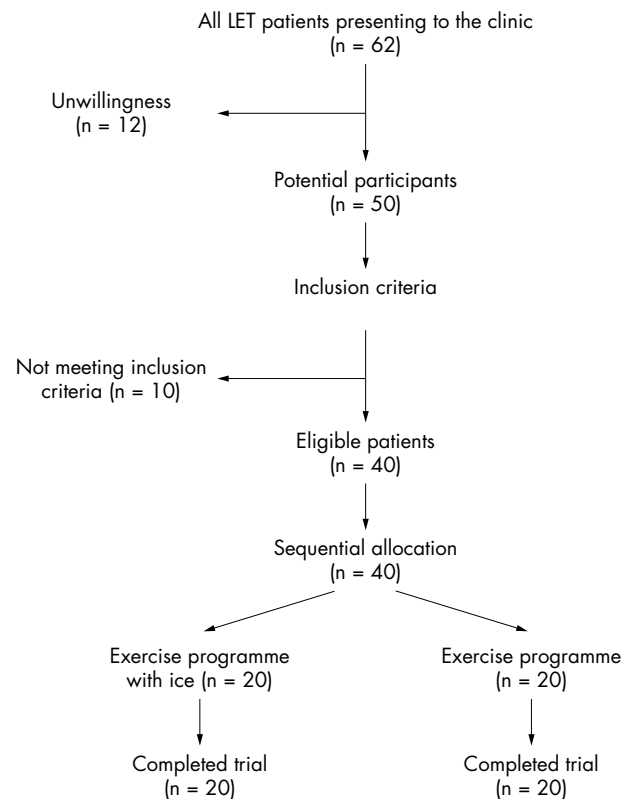 All LET patients presenting to the clinic
(n = 62)
Unwillingness
(n = 12)
Potential participants
(n = 50)
Inclusion criteria
Not meeting inclusion
criteria (n = 10)
Eligible patients
(n = 40)
Sequential allocation
(n = 40)
Exercise programme
with ice (n = 20)
Exercise programme
(n = 20)
Completed trial
(n = 20)
Completed trial
(n = 20)